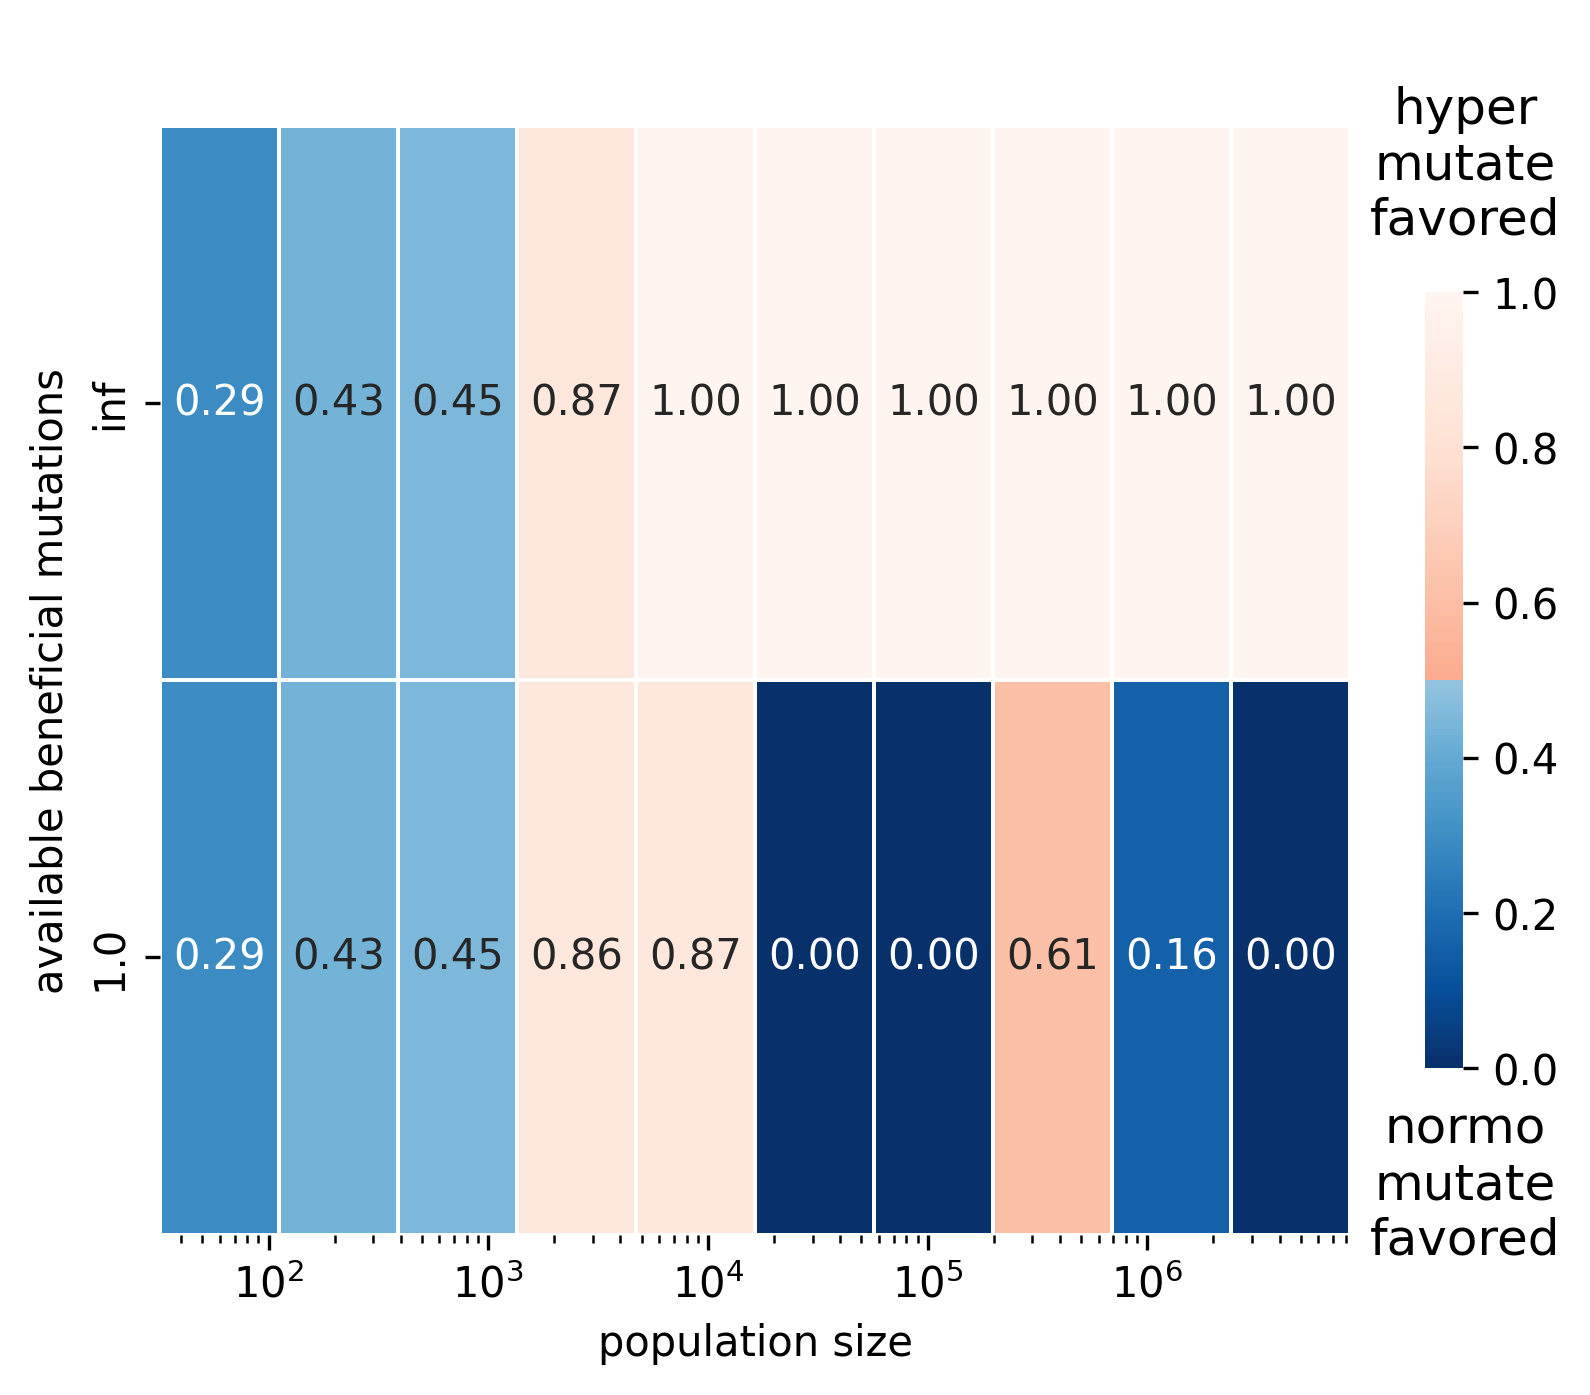 hyper
mutate
favored
available beneficial mutations
inf
0.29 0.43 0.45 0.87 1.00 1.00 1.00 1.00 1.00 1.00
1.0
0.29 0.43 0.45 0.86 0.87 0.00 0.00 0.61 0.16 0.00
1.0
0.8
0.6
0.4
0.2
0.0
normo
mutate
favored
10² 10³ 10⁴ 10⁵ 10⁶
population size